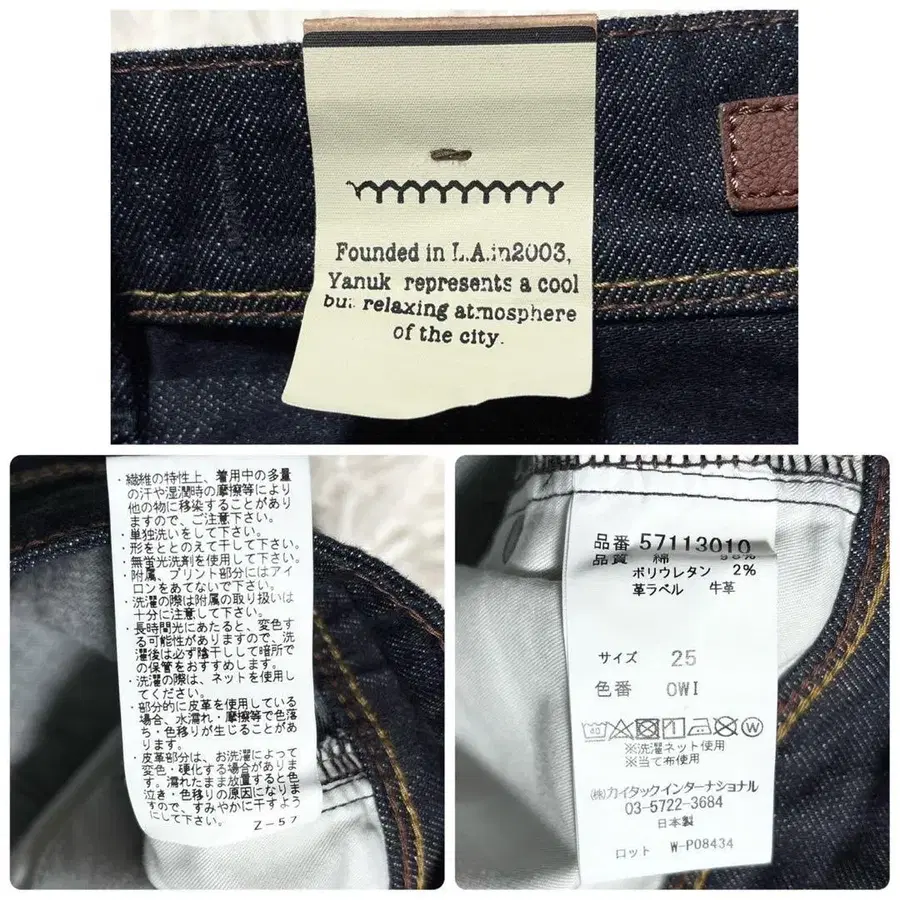 Founded in L.A.in2003,
Yanuk represents a cool
but relaxing atmosphere
of the city.
・繊維の特性上、着用中の多量
の汗や湿潤時の摩擦等により
他の物に移染することがあり
ますので、ご注意下さい。
・単独洗いをして下さい。
・形をととのえて干して下さい。
・無蛍光洗剤を使用して下さい。
・附属、プリント部分にはアイ
ロンをあてないで下さい。
・洗濯の際は附属の取り扱いは
十分に注意して下さい。
・長時間光にあたると、変色す
る可能性がありますので、洗
濯後は必ず陰干しして暗所で
の保管をおすすめします。
・洗濯の際は、ネットを使用し
てください。
・部分的に皮革を使用している
場合、水濡れ・摩擦等で色落
ち・色移りが生じることがあ
ります。
・皮革部分は、お洗濯によって
変色・硬化する場合がありま
す。濡れたまま放置すると色
泣き・色移りの原因になりま
すので、すみやかに干すよう
にして下さい。
Z-57
品番 57113010
品質 綿 98%
ポリウレタン 2%
革ラベル 牛革
サイズ 25
色番 OWI
40 W
※洗濯ネット使用
※当て布使用
㈱カイタックインターナショナル
03-5722-3684
日本製
ロット W-P08434